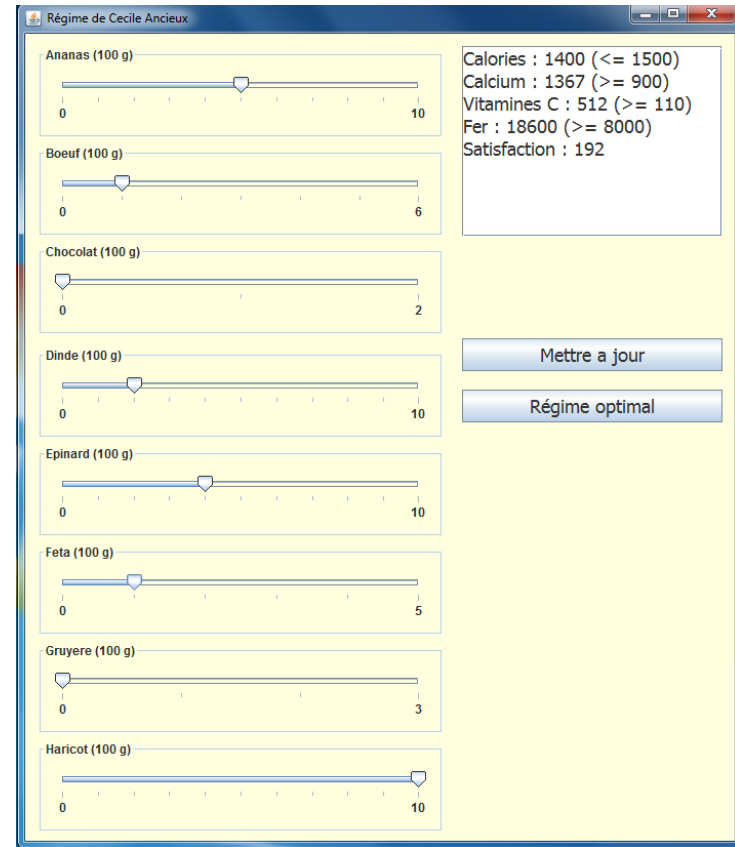 Régime de Cecile Ancieux
Ananas (100 g)
0 10
Boeuf (100 g)
0 6
Chocolat (100 g)
0 2
Dinde (100 g)
0 10
Epinard (100 g)
0 10
Feta (100 g)
0 5
Gruyere (100 g)
0 3
Haricot (100 g)
0 10
Calories : 1400 (<= 1500)
Calcium : 1367 (>= 900)
Vitamines C : 512 (>= 110)
Fer : 18600 (>= 8000)
Satisfaction : 192
Mettre a jour
Régime optimal